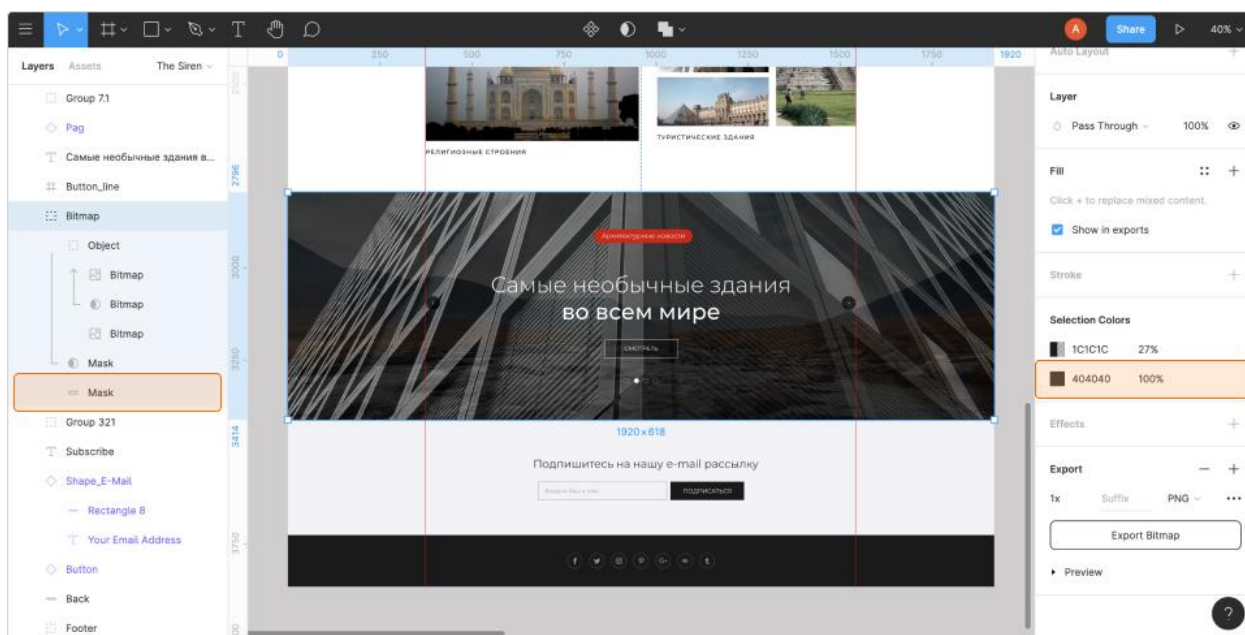 A
Share
40%
Layers
Assets
The Siren
Group 7.1
Pag
Самые необычные здания в...
Button_line
Bitmap
Object
Bitmap
Bitmap
Bitmap
Mask
Mask
Group 321
Subscribe
Shape_E-Mail
Rectangle 8
Your Email Address
Button
Back
Footer
0
250
500
750
1000
1250
1500
1750
1920
2500
2796
3000
3250
3414
3750
РЕЛИГИОЗНЫЕ СТРОЕНИЯ
ТУРИСТИЧЕСКИЕ ЗДАНИЯ
Архитектурные новости
Самые необычные здания
во всем мире
СМОТРЕТЬ
1920 × 618
Подпишитесь на нашу e-mail рассылку
ПОДПИСАТЬСЯ
Auto Layout
Layer
Pass Through
100%
Fill
Click + to replace mixed content.
Show in exports
Stroke
Selection Colors
1C1C1C 27%
404040 100%
Effects
Export
1x Suffix PNG
Export Bitmap
Preview
?